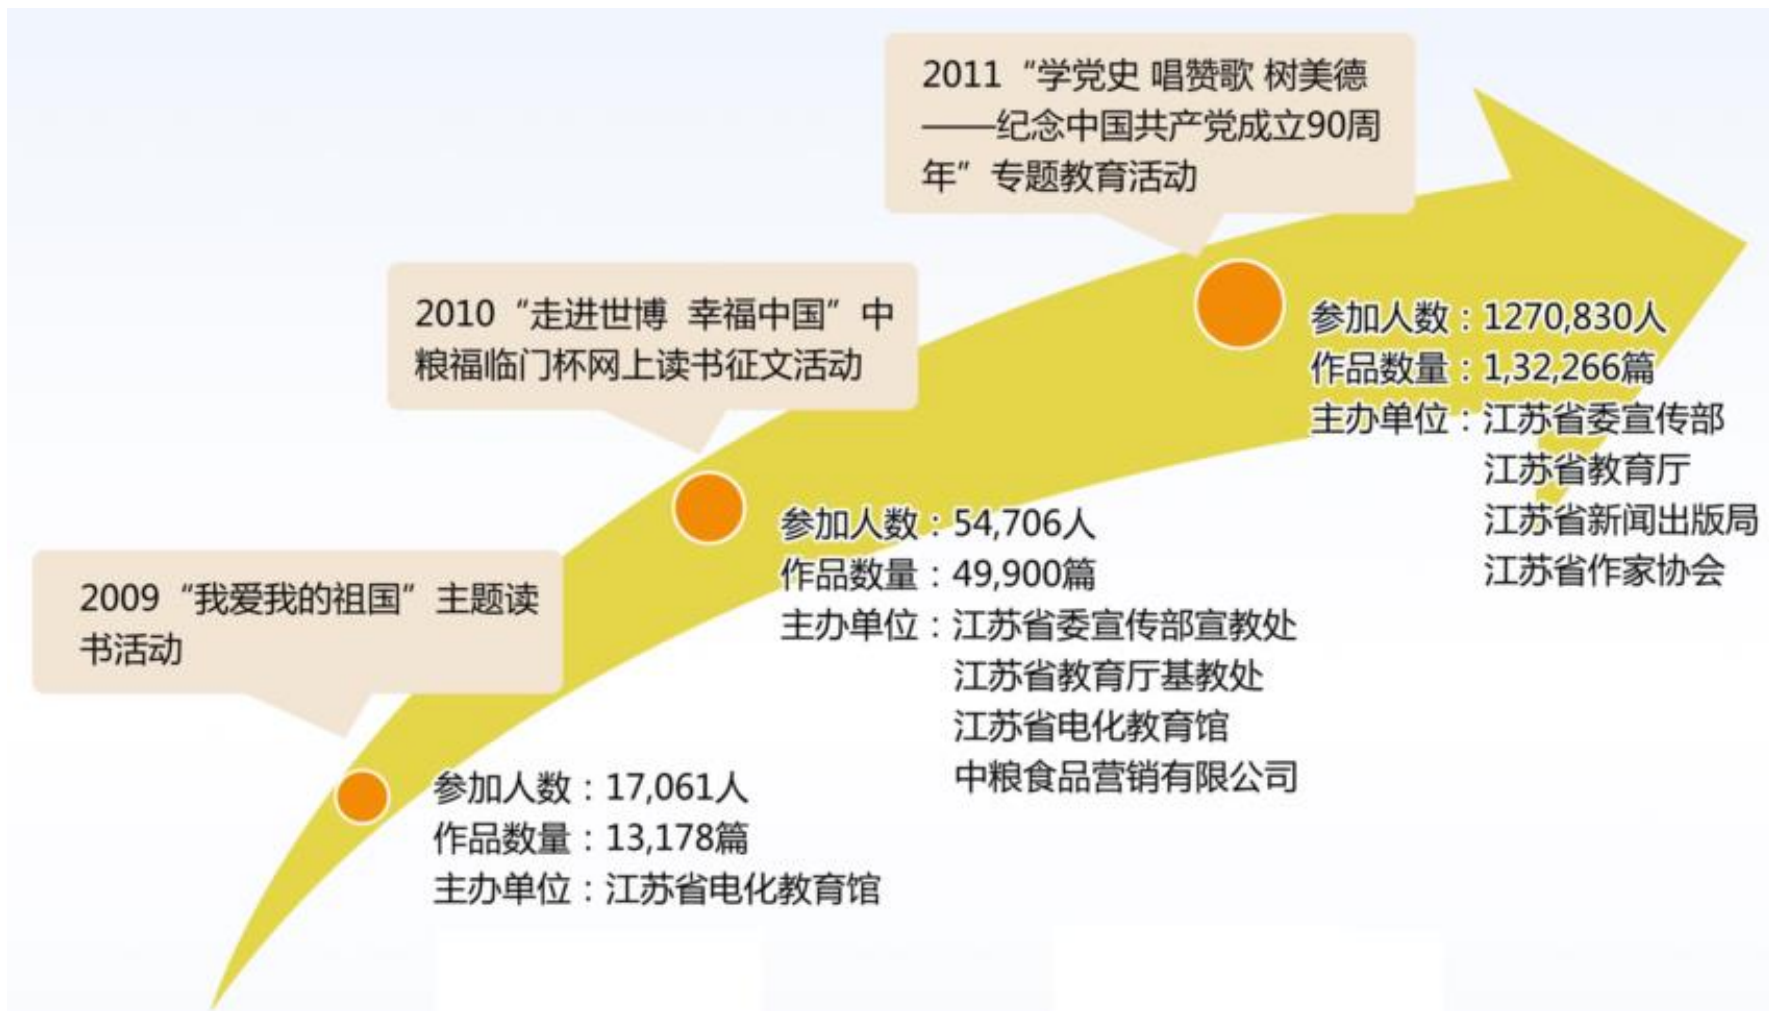 2011“学党史 唱赞歌 树美德
——纪念中国共产党成立90周
年”专题教育活动
参加人数：1270,830人
作品数量：1,32,266篇
主办单位：江苏省委宣传部
江苏省教育厅
江苏省新闻出版局
江苏省作家协会
2010“走进世博 幸福中国”中
粮福临门杯网上读书征文活动
参加人数：54,706人
作品数量：49,900篇
主办单位：江苏省委宣传部宣教处
江苏省教育厅基教处
江苏省电化教育馆
中粮食品营销有限公司
2009“我爱我的祖国”主题读
书活动
参加人数：17,061人
作品数量：13,178篇
主办单位：江苏省电化教育馆